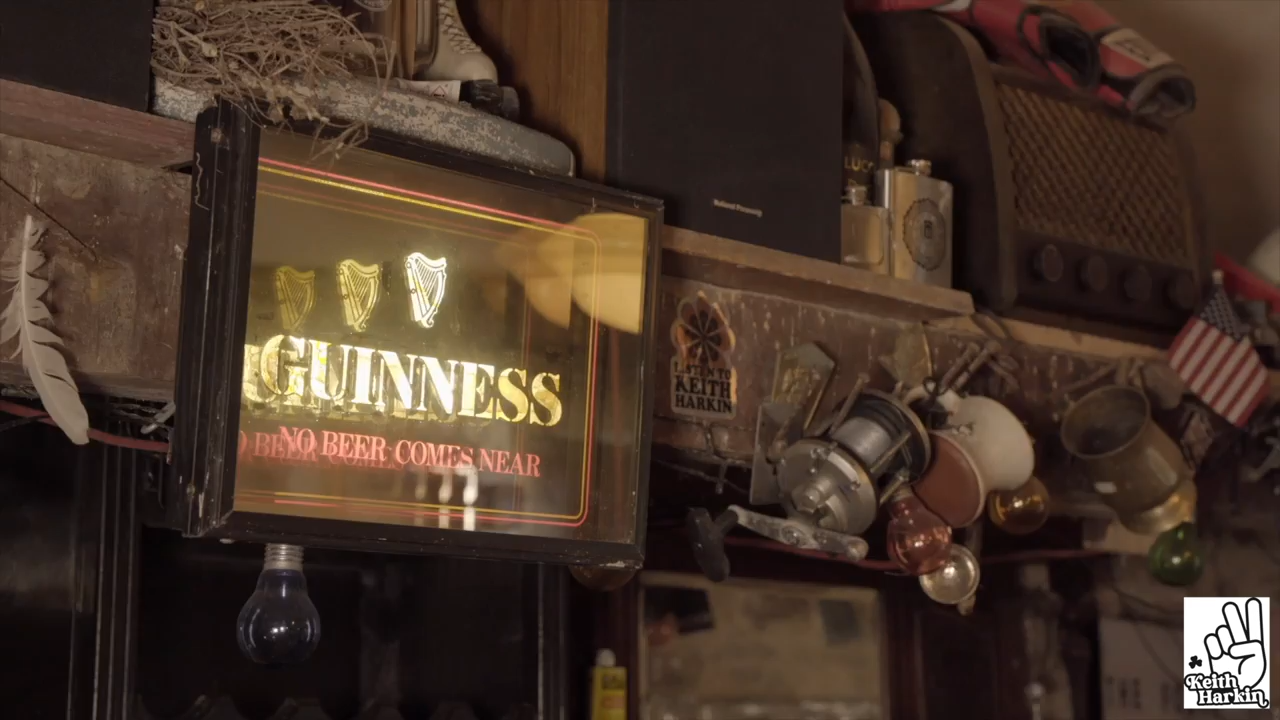 GUINNESS
NO BEER COMES NEAR
LISTEN TO
KEITH
HARKIN
Keith
Harkin